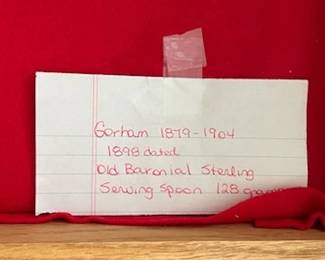 Gorham 1879-1904
1898 dated
Old Baronial Sterling
Serving Spoon 128